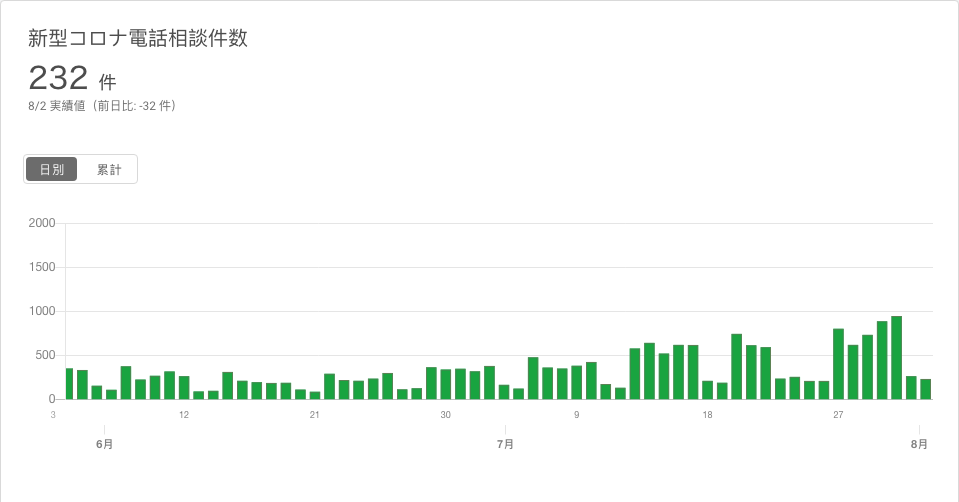 新型コロナ電話相談件数
232 件
8/2 実績値（前日比: -32 件）
日別 累計
2000
1500
1000
500
0
3 12 21 30 9 18 27
6月 7月 8月